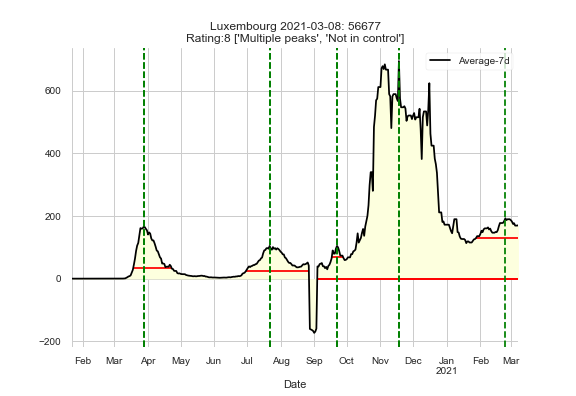 Luxembourg 2021-03-08: 56677
Rating:8 ['Multiple peaks', 'Not in control']
Average-7d
600
400
200
0
−200
Feb Mar Apr May Jun Jul Aug Sep Oct Nov Dec Jan Feb Mar
2021
Date